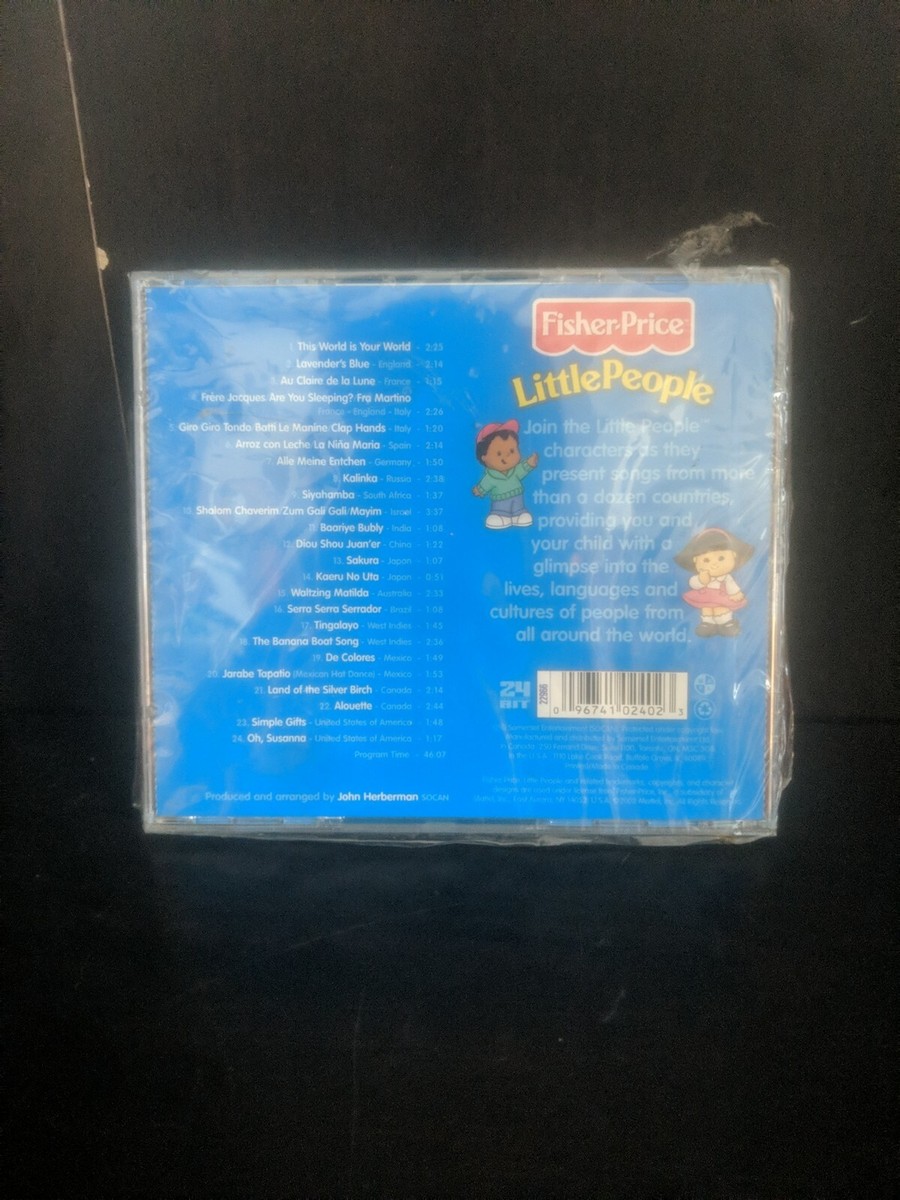 1. This World is Your World - 2:25
2. Lavender's Blue - England - 2:14
3. Au Claire de la Lune - France - 1:15
4. Frère Jacques/Are You Sleeping?/Fra Martino
France - England - Italy - 2:26
5. Giro Giro Tondo/Batti Le Manine/Clap Hands - Italy - 1:20
6. Arroz con Leche/La Niña Maria - Spain - 2:14
7. Alle Meine Entchen - Germany - 1:50
8. Kalinka - Russia - 2:38
9. Siyahamba - South Africa - 1:37
10. Shalom Chaverim/Zum Gali Gali/Mayim - Israel - 3:37
11. Baariye Bubly - India - 1:08
12. Diou Shou Juan'er - China - 1:22
13. Sakura - Japan - 1:07
14. Kaeru No Uta - Japan - 0:51
15. Waltzing Matilda - Australia - 2:33
16. Serra Serra Serrador - Brazil - 1:08
17. Tingalayo - West Indies - 1:45
18. The Banana Boat Song - West Indies - 2:36
19. De Colores - Mexico - 1:49
20. Jarabe Tapatio (Mexican Hat Dance) - Mexico - 1:53
21. Land of the Silver Birch - Canada - 2:14
22. Alouette - Canada - 2:44
23. Simple Gifts - United States of America - 1:48
24. Oh, Susanna - United States of America - 1:17
Program Time - 46:07
Produced and arranged by John Herberman SOCAN
Fisher-Price
Little People
Join the Little People™
characters as they
present songs from more
than a dozen countries,
providing you and
your child with a
glimpse into the
lives, languages and
cultures of people from
all around the world.
24
BIT
22966
0 96741 02402 3
Printed/Made in Canada